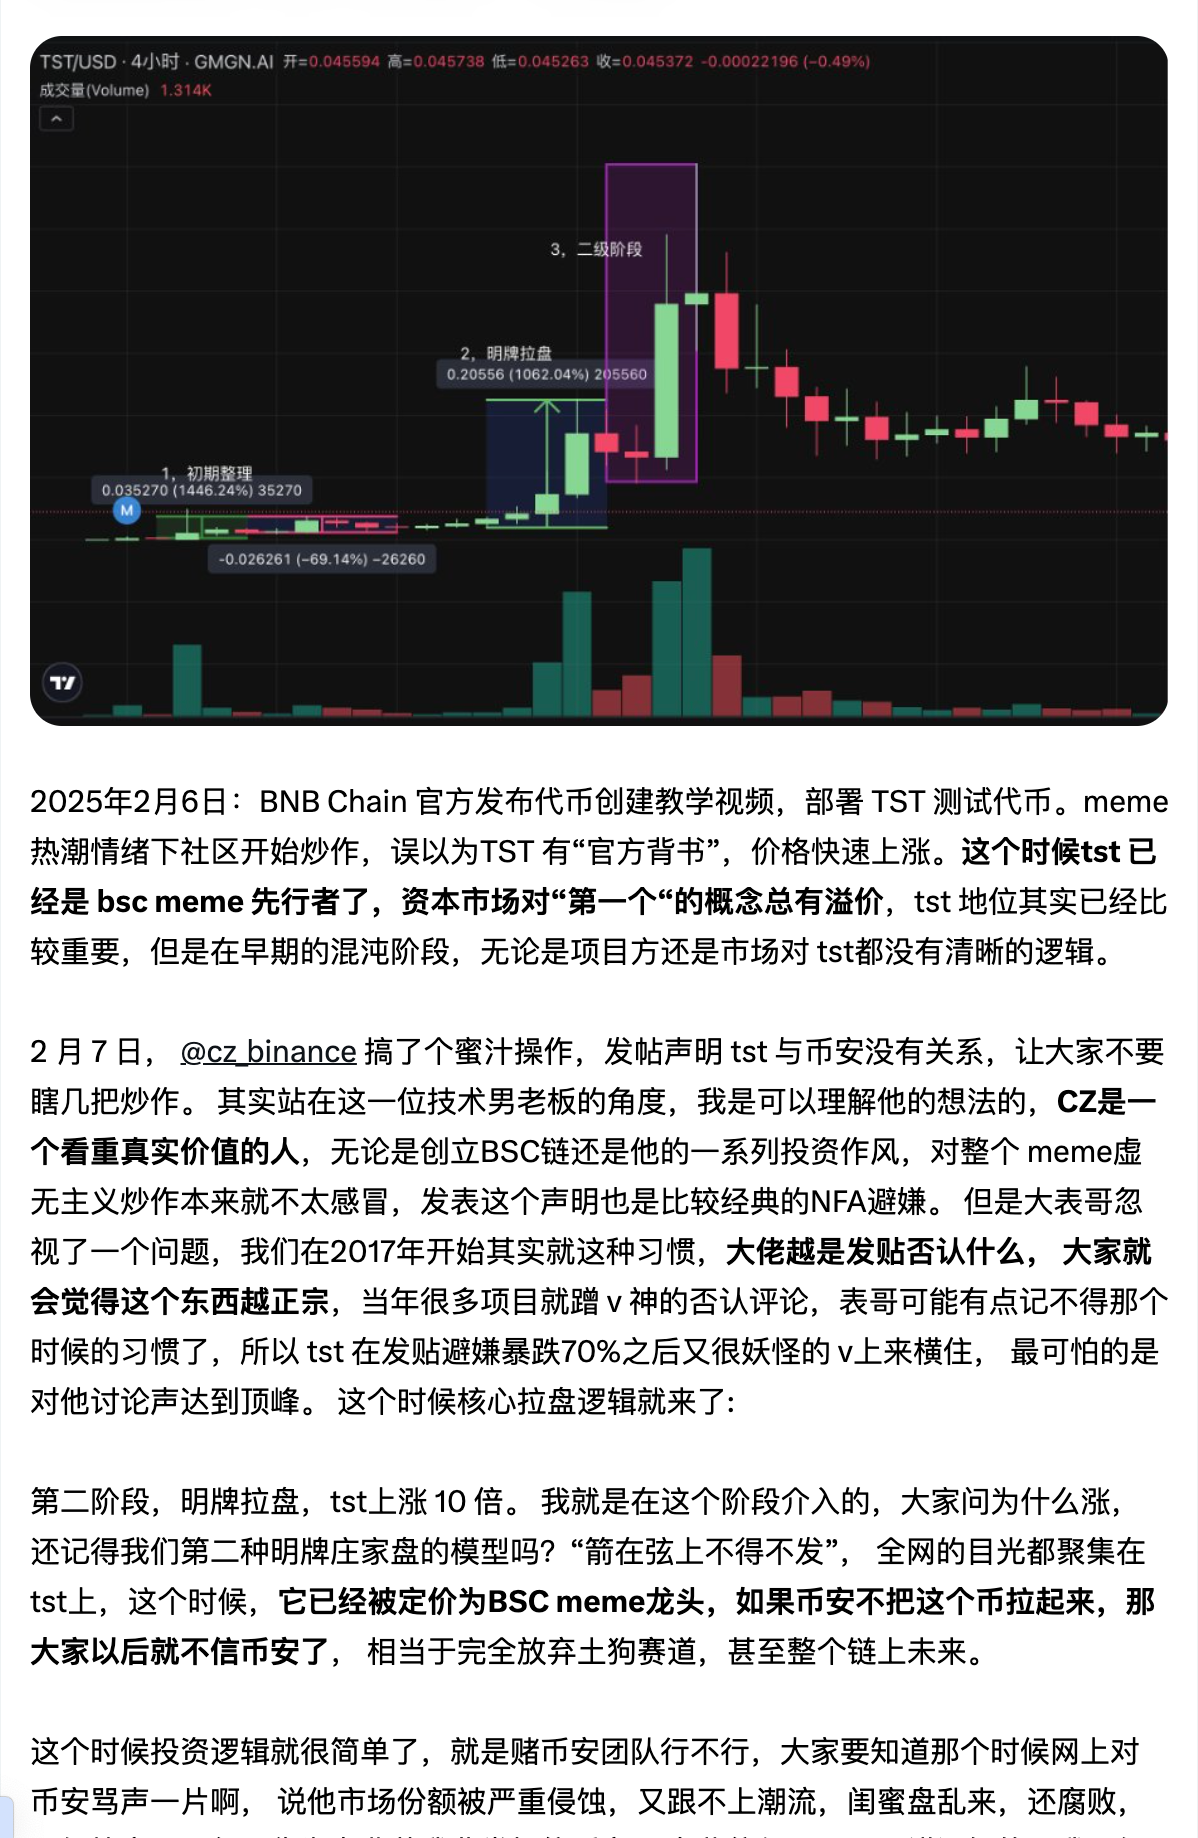 TST/USD · 4小时 · GMGN.AI 开=0.045594 高=0.045738 低=0.045263 收=0.045372 -0.00022196 (−0.49%)
成交量(Volume) 1.314K
3，二级阶段
2，明牌拉盘
0.20556 (1062.04%) 205560
1，初期整理
0.035270 (1446.24%) 35270
M
-0.026261 (−69.14%) −26260
2025年2月6日：BNB Chain 官方发布代币创建教学视频，部署 TST 测试代币。meme
热潮情绪下社区开始炒作，误以为TST 有“官方背书”，价格快速上涨。这个时候tst 已
经是 bsc meme 先行者了，资本市场对“第一个“的概念总有溢价，tst 地位其实已经比
较重要，但是在早期的混沌阶段，无论是项目方还是市场对 tst都没有清晰的逻辑。
2 月 7 日， @cz_binance 搞了个蜜汁操作，发帖声明 tst 与币安没有关系，让大家不要
瞎几把炒作。 其实站在这一位技术男老板的角度，我是可以理解他的想法的，CZ是一
个看重真实价值的人，无论是创立BSC链还是他的一系列投资作风，对整个 meme虚
无主义炒作本来就不太感冒，发表这个声明也是比较经典的NFA避嫌。 但是大表哥忽
视了一个问题，我们在2017年开始其实就这种习惯，大佬越是发贴否认什么， 大家就
会觉得这个东西越正宗，当年很多项目就蹭 v 神的否认评论，表哥可能有点记不得那个
时候的习惯了，所以 tst 在发贴避嫌暴跌70%之后又很妖怪的 v上来横住， 最可怕的是
对他讨论声达到顶峰。 这个时候核心拉盘逻辑就来了:
第二阶段，明牌拉盘，tst上涨 10 倍。 我就是在这个阶段介入的，大家问为什么涨，
还记得我们第二种明牌庄家盘的模型吗？“箭在弦上不得不发”， 全网的目光都聚集在
tst上，这个时候，它已经被定价为BSC meme龙头，如果币安不把这个币拉起来，那
大家以后就不信币安了， 相当于完全放弃土狗赛道，甚至整个链上未来。
这个时候投资逻辑就很简单了，就是赌币安团队行不行，大家要知道那个时候网上对
币安骂声一片啊， 说他市场份额被严重侵蚀，又跟不上潮流，闺蜜盘乱来，还腐败，